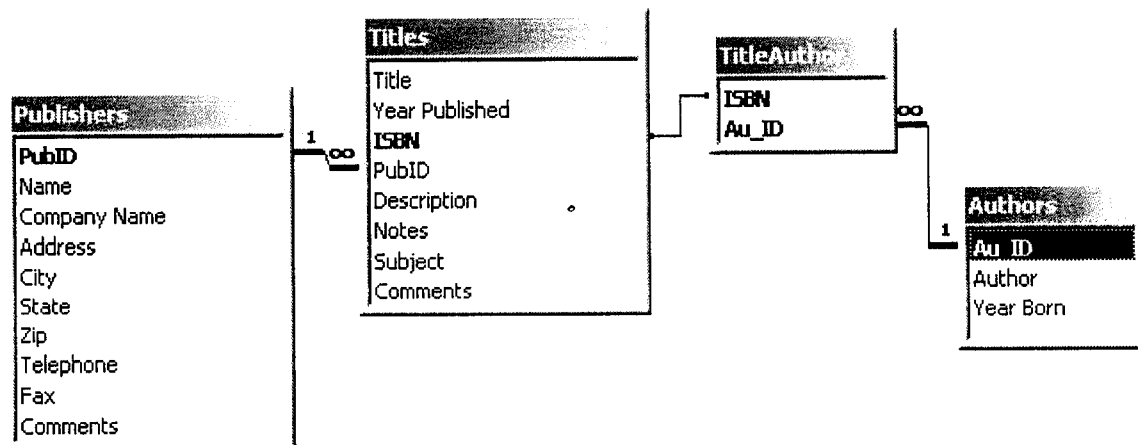 Publishers
PubID
Name
Company Name
Address
City
State
Zip
Telephone
Fax
Comments
1
∞
Titles
Title
Year Published
ISBN
PubID
Description
Notes
Subject
Comments
TitleAuthor
ISBN
Au_ID
∞
1
Authors
Au_ID
Author
Year Born